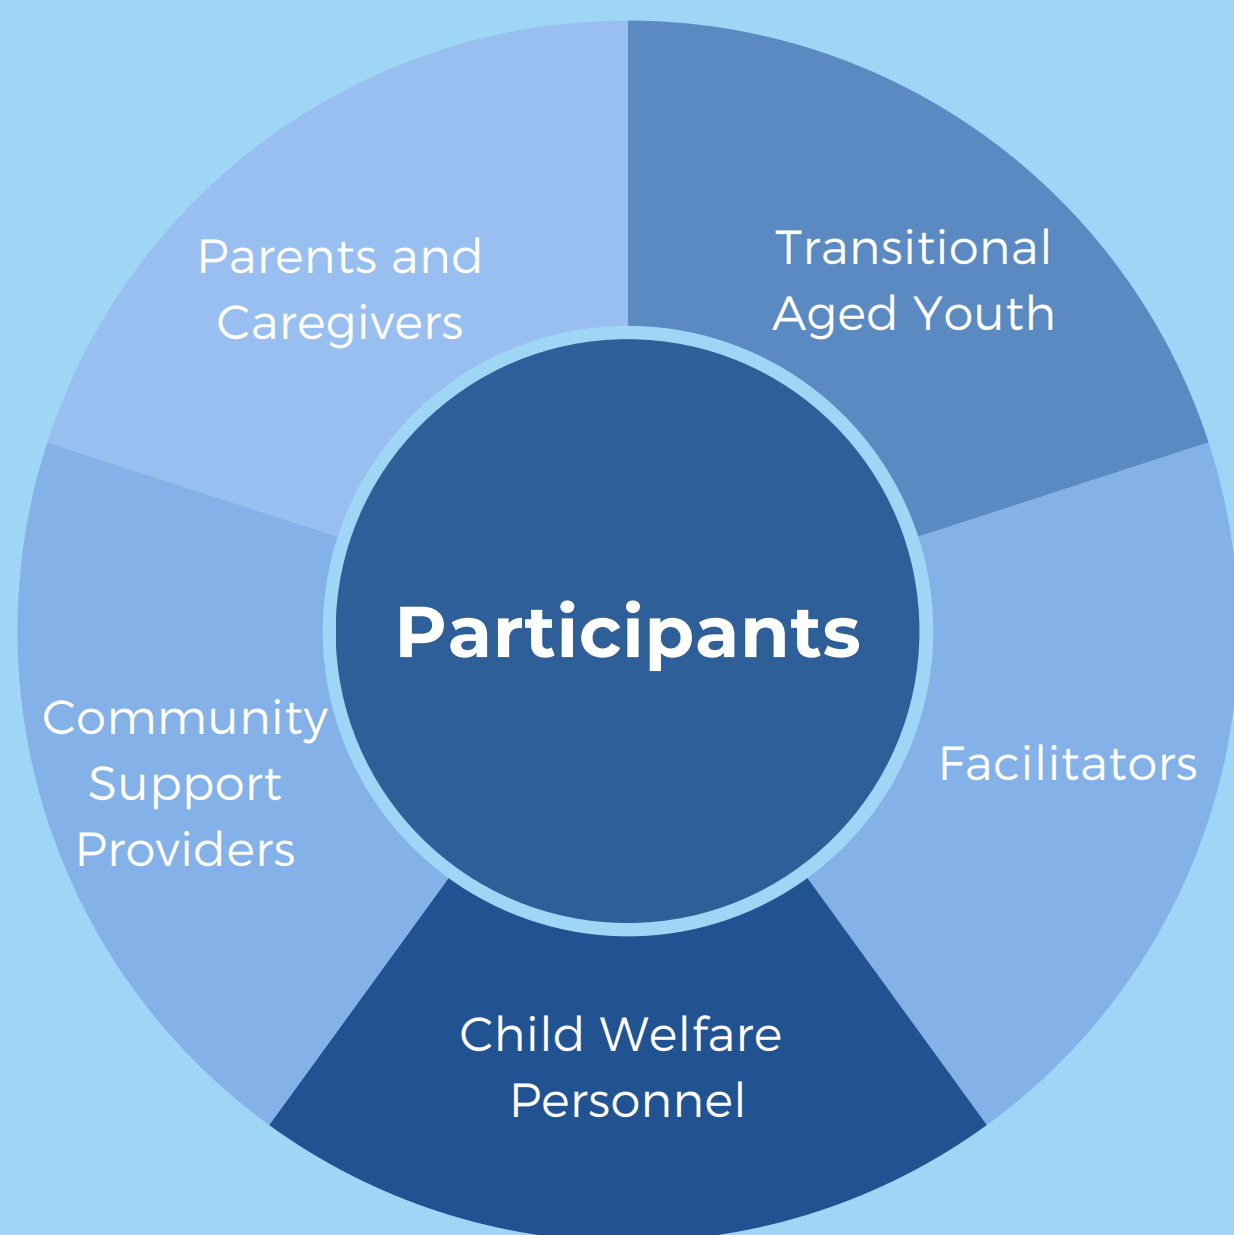 Parents and
Caregivers
Transitional
Aged Youth
Participants
Community
Support
Providers
Facilitators
Child Welfare
Personnel